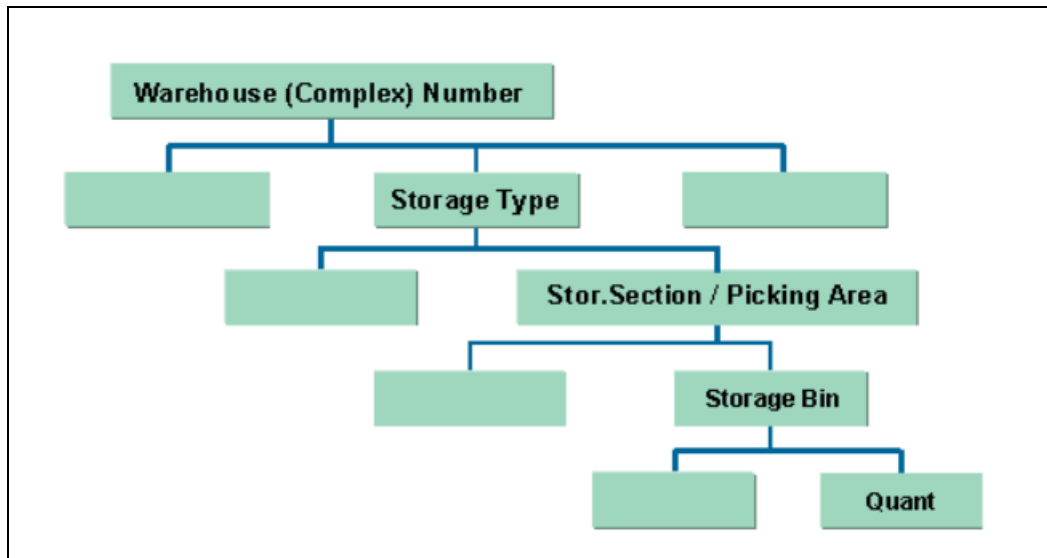 Warehouse (Complex) Number
Storage Type
Stor.Section / Picking Area
Storage Bin
Quant